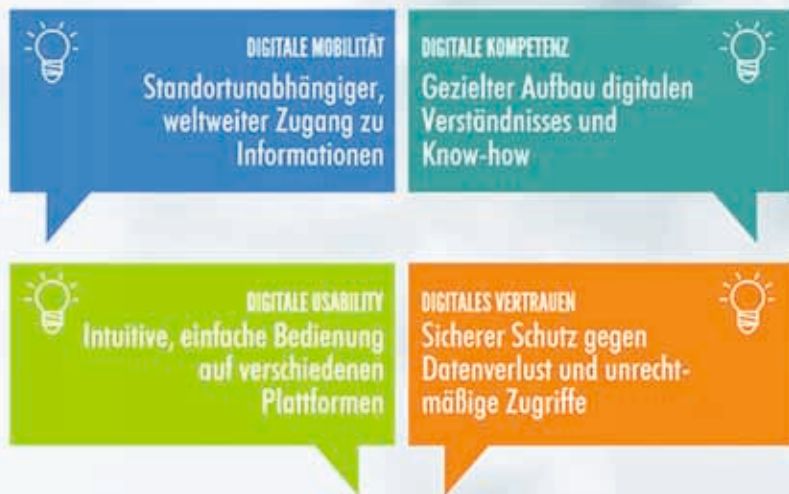 DIGITALE MOBILITÄT
Standortunabhängiger,
weltweiter Zugang zu
Informationen
DIGITALE KOMPETENZ
Gezielter Aufbau digitalen
Verständnisses und
Know-how
DIGITALE USABILITY
Intuitive, einfache Bedienung
auf verschiedenen
Plattformen
DIGITALES VERTRAUEN
Sicherer Schutz gegen
Datenverlust und unrecht-
mäßige Zugriffe